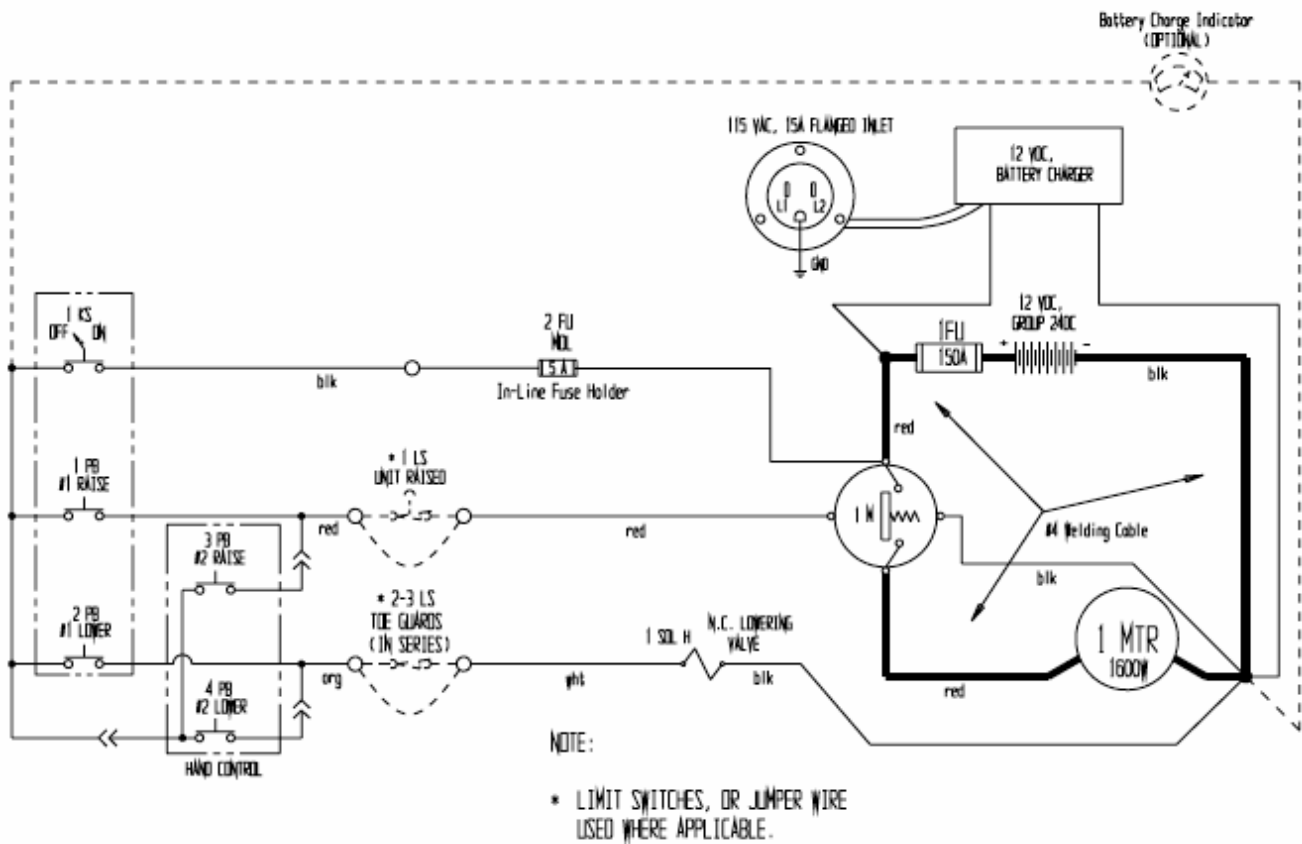 Battery Charge Indicator
(OPTIONAL)
115 VAC, 15A FLANGED INLET
L1 L2
GND
12 VDC,
BATTERY CHARGER
1 KS
OFF ON
blk
2 FU
MDL
5 A
In-Line Fuse Holder
1FU
150A
12 VDC,
GROUP 24DC
+ -
blk
red
1 PB
#1 RAISE
red
* 1 LS
UNIT RAISED
red
1 M
#4 Welding Cable
blk
3 PB
#2 RAISE
2 PB
#1 LOWER
org
* 2-3 LS
TOE GUARDS
(IN SERIES)
wht
1 SOL H
N.C. LOWERING
VALVE
blk
red
1 MTR
1600W
4 PB
#2 LOWER
HAND CONTROL
NOTE:
* LIMIT SWITCHES, OR JUMPER WIRE
USED WHERE APPLICABLE.